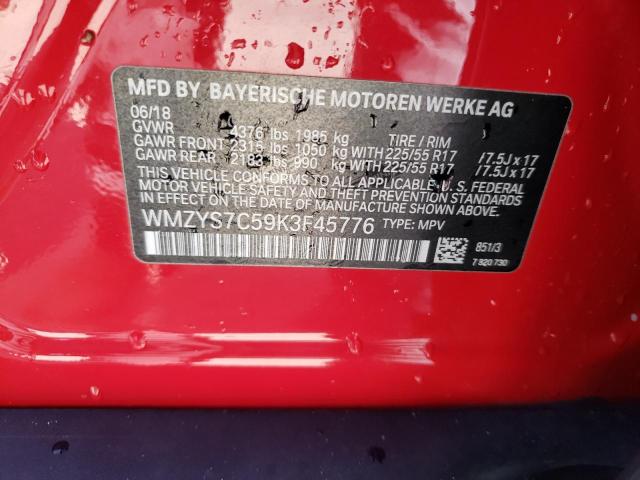 MFD BY BAYERISCHE MOTOREN WERKE AG
06/18
GVWR 4376 lbs 1985 kg TIRE / RIM
GAWR FRONT 2315 lbs 1050 kg WITH 225/55 R17 /7.5J x 17
GAWR REAR 2183 lbs 990 kg WITH 225/55 R17 /7.5J x 17
THIS VEHICLE CONFORMS TO ALL APPLICABLE U. S. FEDERAL
MOTOR VEHICLE SAFETY AND THEFT PREVENTION STANDARDS
IN EFFECT ON THE DATE OF MANUFACTURE SHOWN ABOVE.
WMZYS7C59K3F45776 TYPE: MPV
851/3
7 920 730